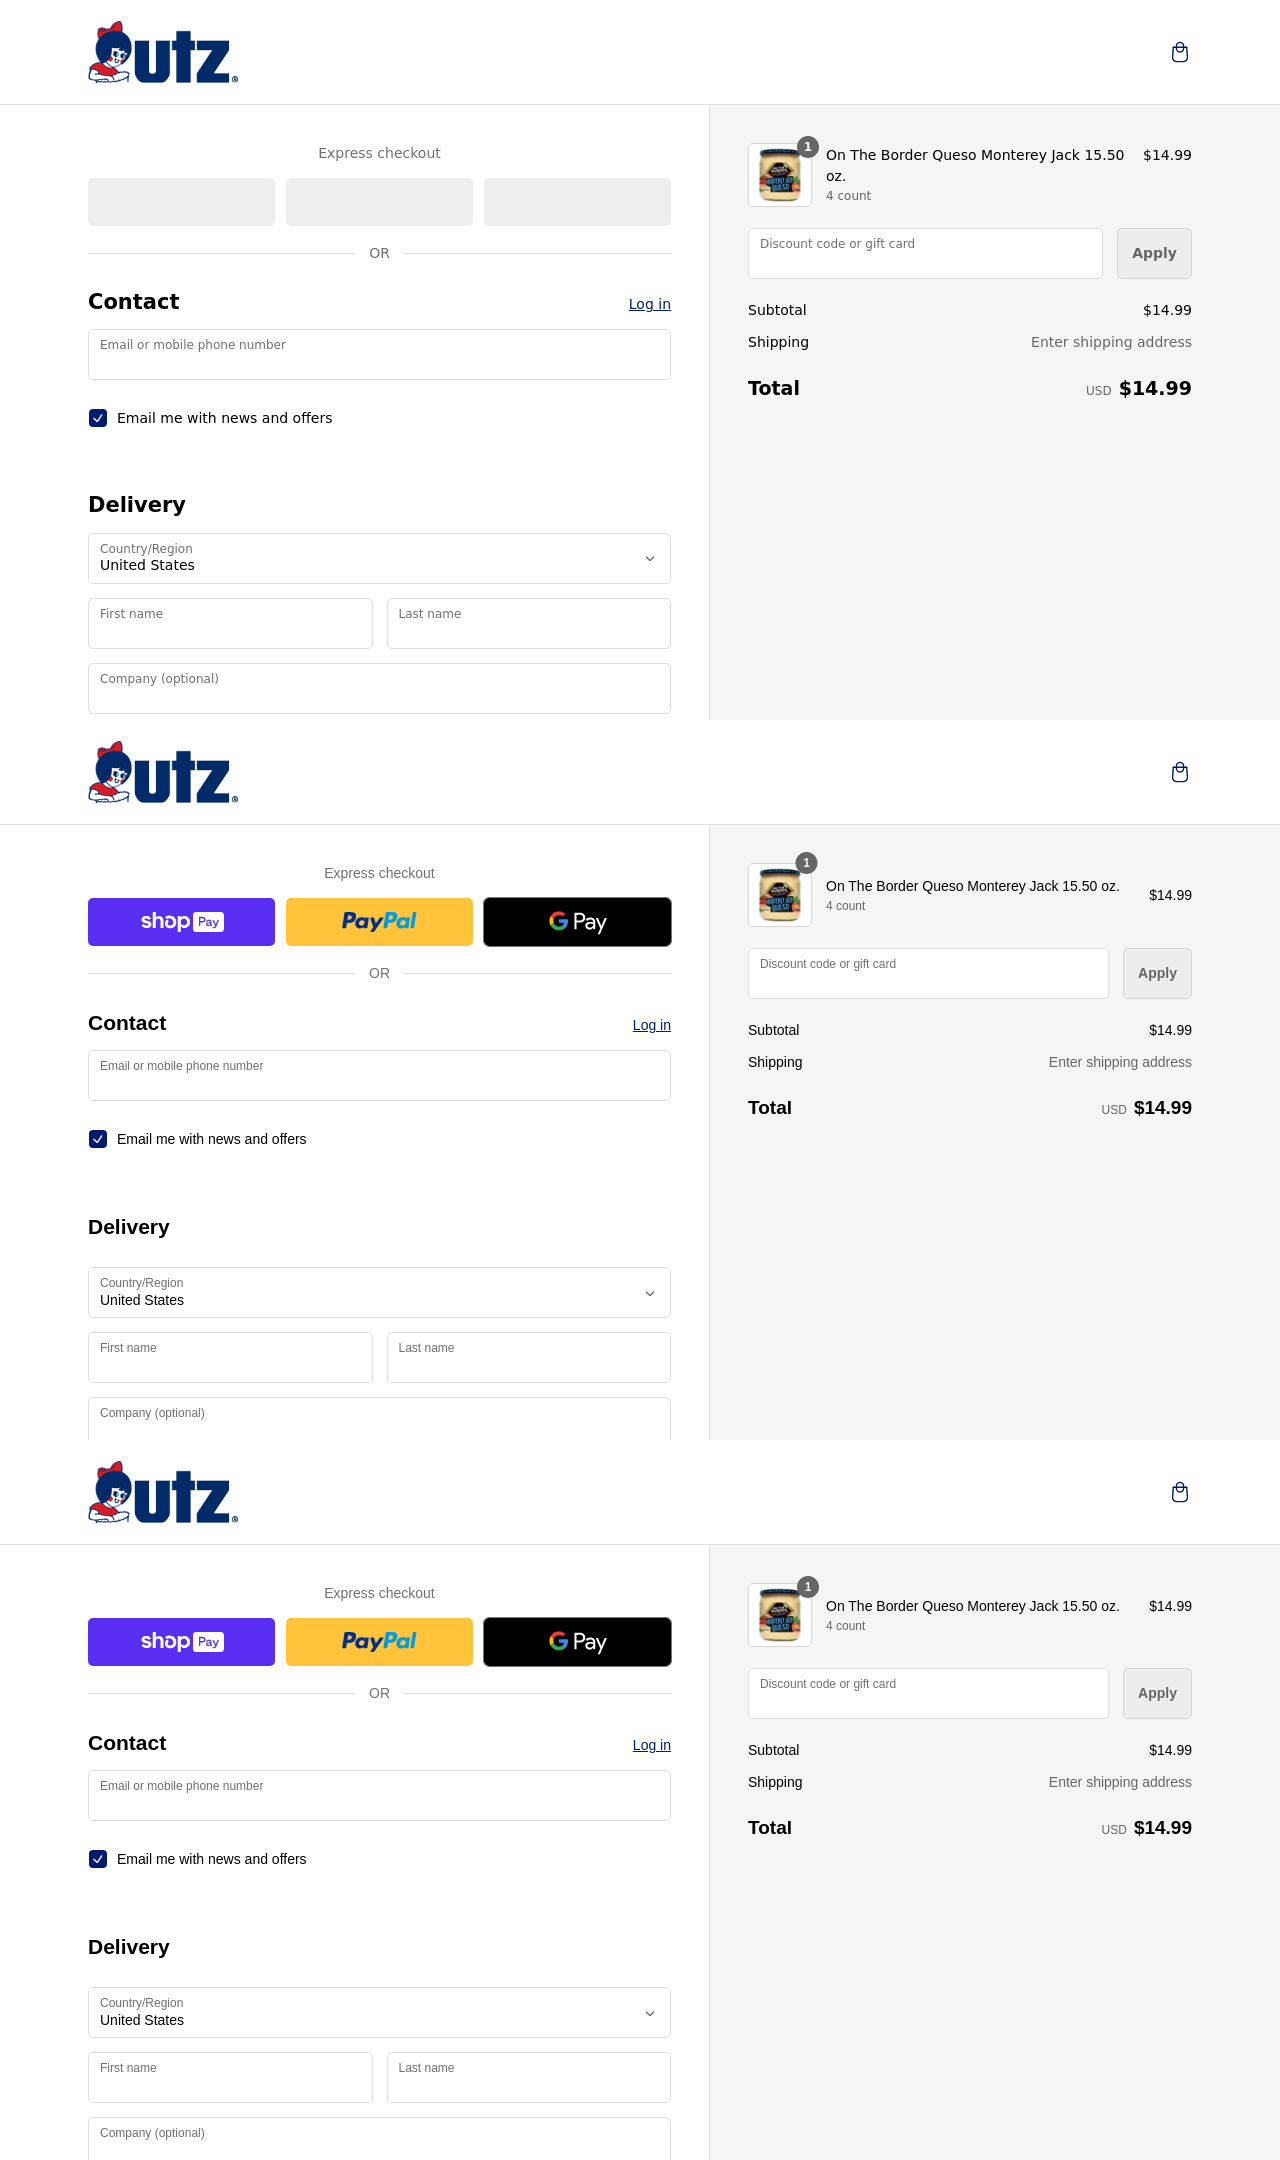 utz
Express checkout
OR
Contact
Log in
Email or mobile phone number
Email me with news and offers
Delivery
Country/Region
United States
First name
Last name
Company (optional)
1
On The Border Queso Monterey Jack 15.50
oz.
4 count
$14.99
MONTEREY JACK
QUESO
Discount code or gift card
Apply
Subtotal
$14.99
Shipping
Enter shipping address
Total
USD $14.99
utz
Express checkout
shop Pay
PayPal
G Pay
OR
Contact
Log in
Email or mobile phone number
Email me with news and offers
Delivery
Country/Region
United States
First name
Last name
Company (optional)
1
On The Border Queso Monterey Jack 15.50 oz.
4 count
$14.99
MONTEREY JACK
QUESO
Discount code or gift card
Apply
Subtotal
$14.99
Shipping
Enter shipping address
Total
USD $14.99
utz
Express checkout
shop Pay
PayPal
G Pay
OR
Contact
Log in
Email or mobile phone number
Email me with news and offers
Delivery
Country/Region
United States
First name
Last name
Company (optional)
1
On The Border Queso Monterey Jack 15.50 oz.
4 count
$14.99
MONTEREY JACK
QUESO
Discount code or gift card
Apply
Subtotal
$14.99
Shipping
Enter shipping address
Total
USD $14.99